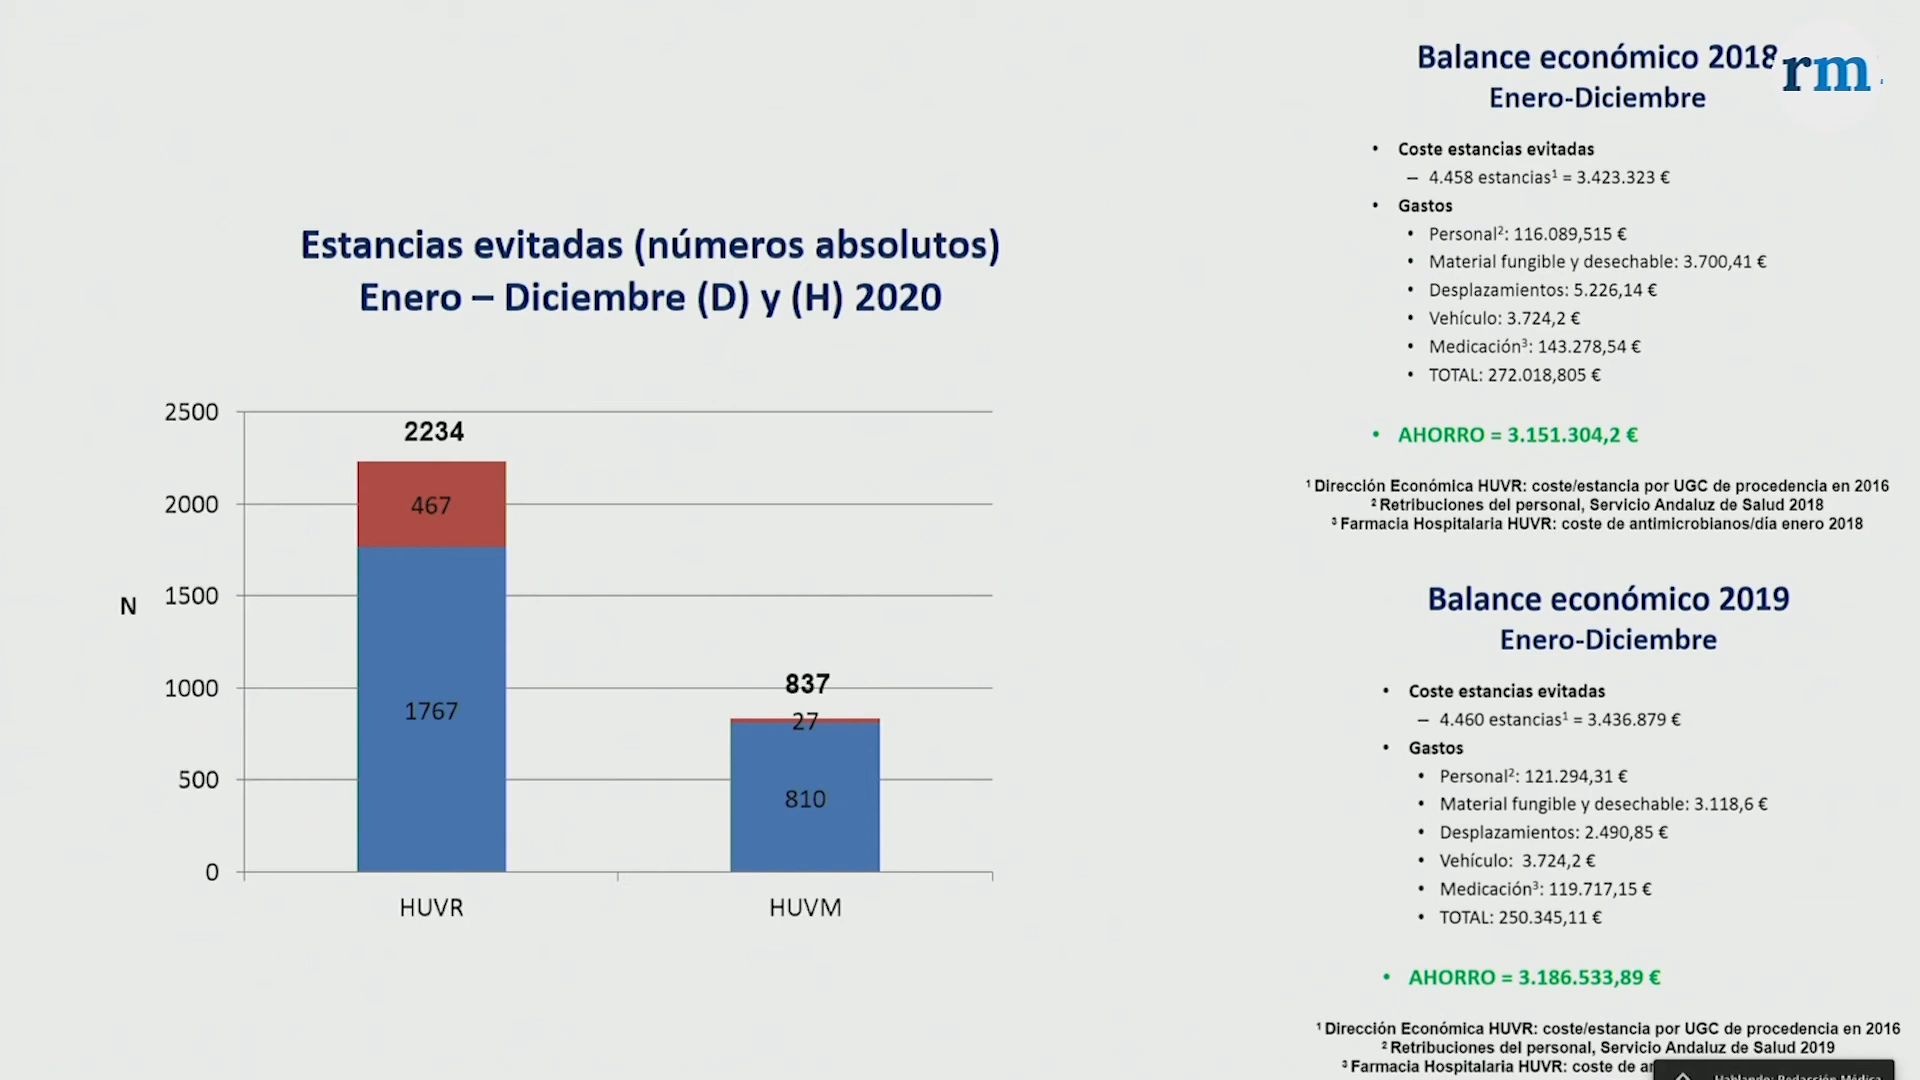 Estancias evitadas (números absolutos)
Enero – Diciembre (D) y (H) 2020
2500
2000
1500
1000
500
0
N
2234
467
1767
837
27
810
HUVR
HUVM
rm
Balance económico 2018
Enero-Diciembre
• Coste estancias evitadas
– 4.458 estancias¹ = 3.423.323 €
• Gastos
• Personal²: 116.089,515 €
• Material fungible y desechable: 3.700,41 €
• Desplazamientos: 5.226,14 €
• Vehículo: 3.724,2 €
• Medicación³: 143.278,54 €
• TOTAL: 272.018,805 €
• AHORRO = 3.151.304,2 €
¹ Dirección Económica HUVR: coste/estancia por UGC de procedencia en 2016
² Retribuciones del personal, Servicio Andaluz de Salud 2018
³ Farmacia Hospitalaria HUVR: coste de antimicrobianos/día enero 2018
Balance económico 2019
Enero-Diciembre
• Coste estancias evitadas
– 4.460 estancias¹ = 3.436.879 €
• Gastos
• Personal²: 121.294,31 €
• Material fungible y desechable: 3.118,6 €
• Desplazamientos: 2.490,85 €
• Vehículo: 3.724,2 €
• Medicación³: 119.717,15 €
• TOTAL: 250.345,11 €
• AHORRO = 3.186.533,89 €
¹ Dirección Económica HUVR: coste/estancia por UGC de procedencia en 2016
² Retribuciones del personal, Servicio Andaluz de Salud 2019
³ Farmacia Hospitalaria HUVR: coste de
Hablando: Redacción Médica